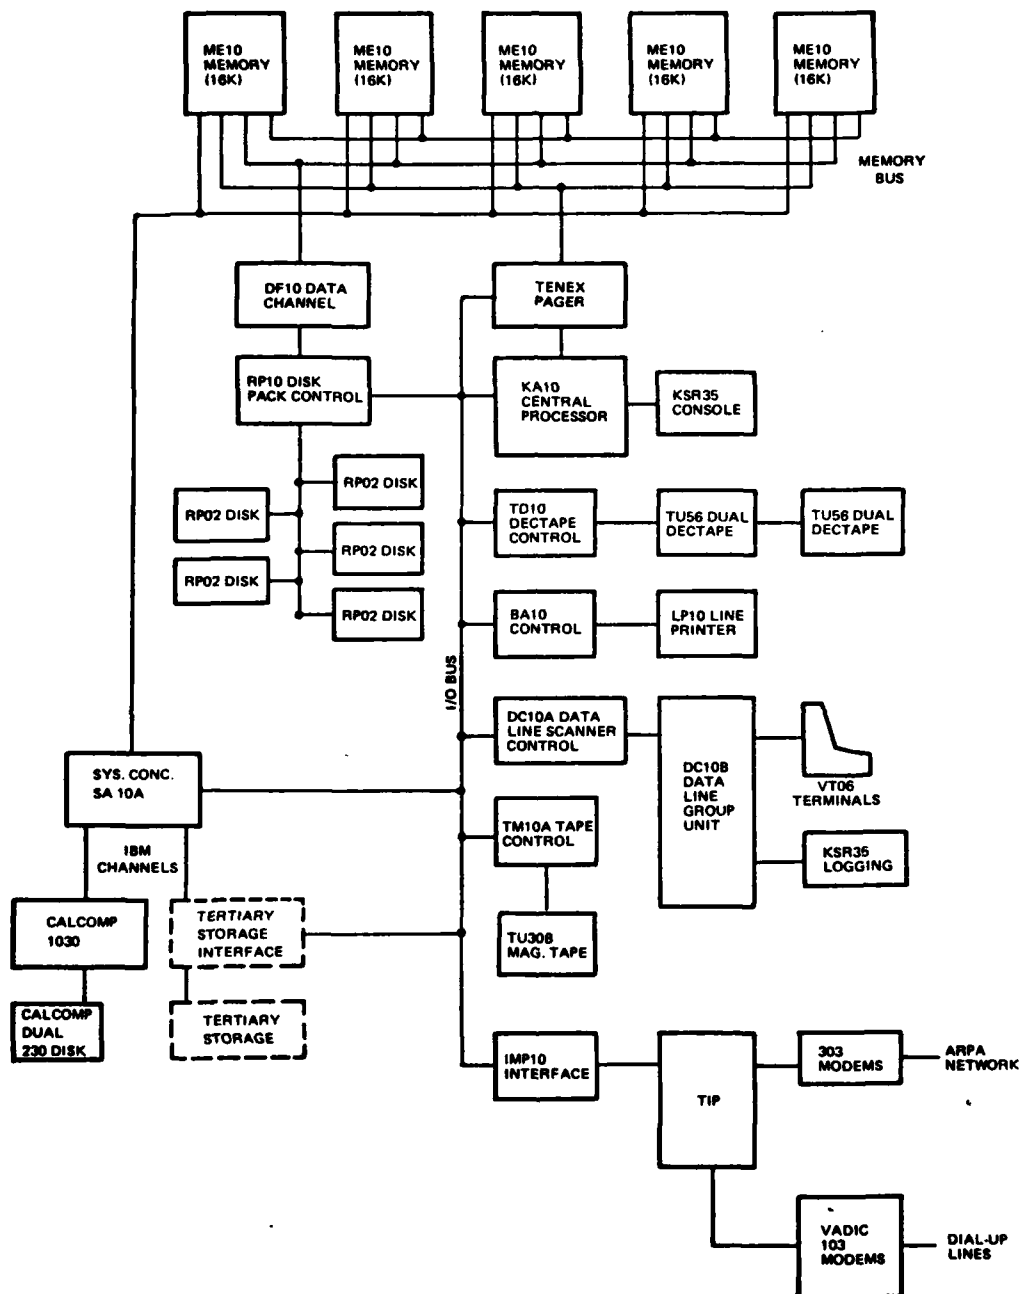 ME10
MEMORY
(16K)
ME10
MEMORY
(16K)
ME10
MEMORY
(16K)
ME10
MEMORY
(16K)
ME10
MEMORY
(16K)
MEMORY
BUS
DF10 DATA
CHANNEL
TENEX
PAGER
RP10 DISK
PACK CONTROL
KA10
CENTRAL
PROCESSOR
KSR35
CONSOLE
RP02 DISK
RP02 DISK
RP02 DISK
RP02 DISK
RP02 DISK
TD10
DECTAPE
CONTROL
TU56 DUAL
DECTAPE
TU56 DUAL
DECTAPE
BA10
CONTROL
LP10 LINE
PRINTER
I/O BUS
DC10A DATA
LINE SCANNER
CONTROL
DC10B
DATA
LINE
GROUP
UNIT
VT06
TERMINALS
SYS. CONC.
SA 10A
TM10A TAPE
CONTROL
KSR35
LOGGING
IBM
CHANNELS
CALCOMP
1030
TERTIARY
STORAGE
INTERFACE
TU30B
MAG. TAPE
CALCOMP
DUAL
230 DISK
TERTIARY
STORAGE
IMP10
INTERFACE
TIP
303
MODEMS
ARPA
NETWORK
VADIC
103
MODEMS
DIAL-UP
LINES